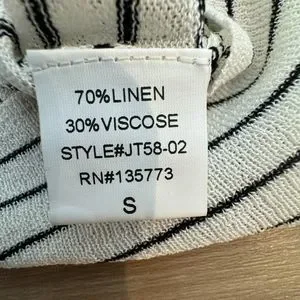 70%LINEN
30%VISCOSE
STYLE#JT58-02
RN#135773
S